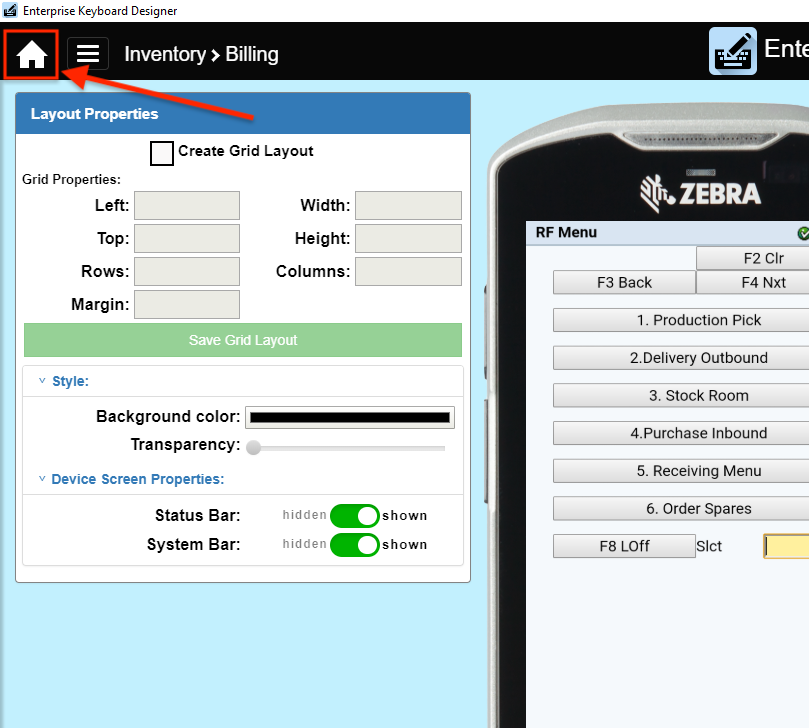 Enterprise Keyboard Designer
Inventory > Billing
Ente
Layout Properties
Create Grid Layout
Grid Properties:
Left:
Width:
Top:
Height:
Rows:
Columns:
Margin:
Save Grid Layout
Style:
Background color:
Transparency:
Device Screen Properties:
Status Bar: hidden shown
System Bar: hidden shown
ZEBRA
RF Menu
F2 Clr
F3 Back
F4 Nxt
1. Production Pick
2.Delivery Outbound
3. Stock Room
4.Purchase Inbound
5. Receiving Menu
6. Order Spares
F8 LOff
Slct